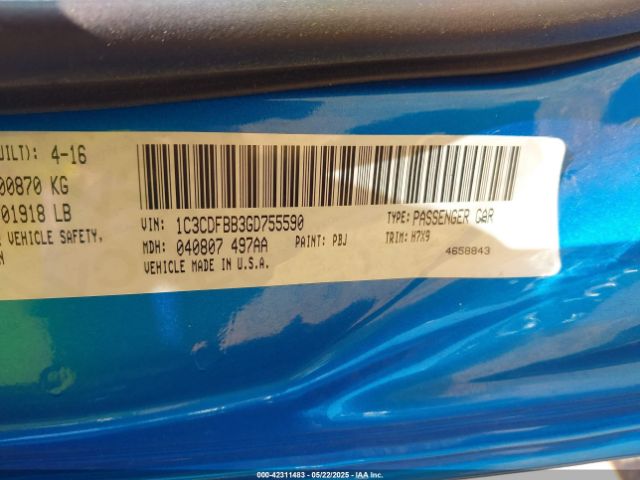 UILT): 4-16
00870 KG
01918 LB
VEHICLE SAFETY,
N
VIN: 1C3CDFBB3GD755590
TYPE: PASSENGER CAR
MDH: 040807 497AA
PAINT: PBJ
TRIM: H7X9
VEHICLE MADE IN U.S.A.
4658843
000-42311483 - 05/22/2025 - IAA Inc.